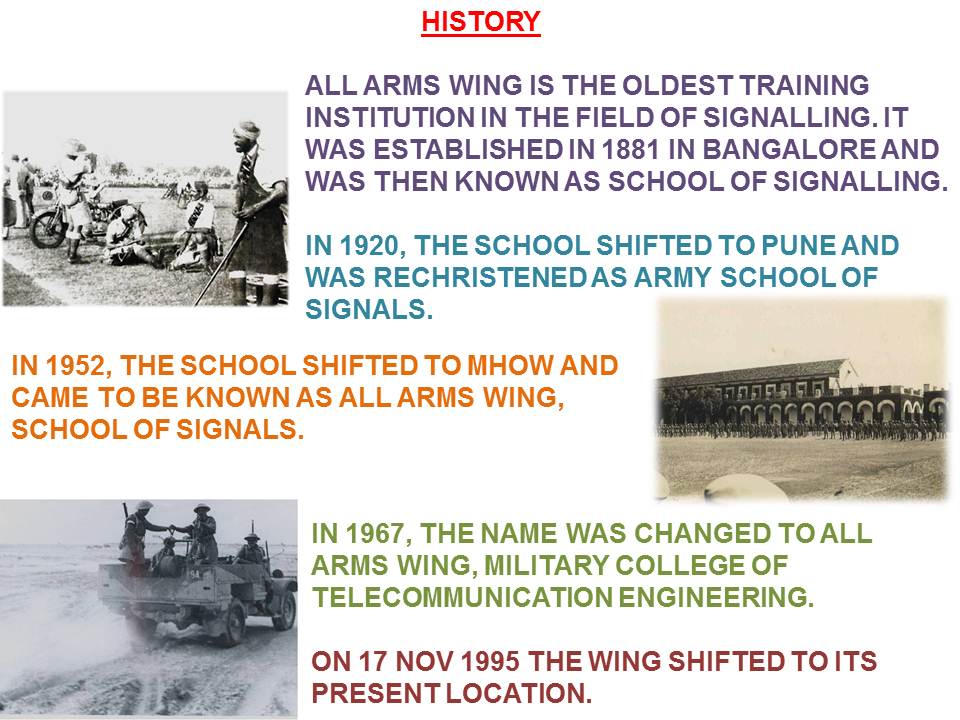 HISTORY
ALL ARMS WING IS THE OLDEST TRAINING
INSTITUTION IN THE FIELD OF SIGNALLING. IT
WAS ESTABLISHED IN 1881 IN BANGALORE AND
WAS THEN KNOWN AS SCHOOL OF SIGNALLING.
IN 1920, THE SCHOOL SHIFTED TO PUNE AND
WAS RECHRISTENED AS ARMY SCHOOL OF
SIGNALS.
IN 1952, THE SCHOOL SHIFTED TO MHOW AND
CAME TO BE KNOWN AS ALL ARMS WING,
SCHOOL OF SIGNALS.
IN 1967, THE NAME WAS CHANGED TO ALL
ARMS WING, MILITARY COLLEGE OF
TELECOMMUNICATION ENGINEERING.
ON 17 NOV 1995 THE WING SHIFTED TO ITS
PRESENT LOCATION.